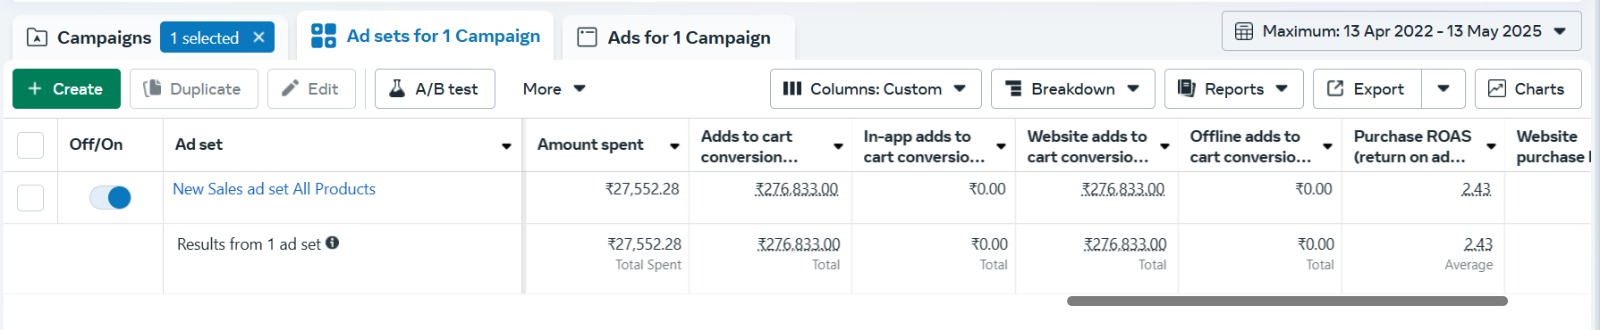 Campaigns 1 selected ×
Ad sets for 1 Campaign
Ads for 1 Campaign
Maximum: 13 Apr 2022 - 13 May 2025
+ Create
Duplicate
Edit
A/B test
More
Columns: Custom
Breakdown
Reports
Export
Charts
Off/On
Ad set
Amount spent
Adds to cart
conversion...
In-app adds to
cart conversio...
Website adds to
cart conversio...
Offline adds to
cart conversio...
Purchase ROAS
(return on ad...
Website
purchase
New Sales ad set All Products
₹27,552.28
₹276,833.00
₹0.00
₹276,833.00
₹0.00
2.43
Results from 1 ad set
₹27,552.28
Total Spent
₹276,833.00
Total
₹0.00
Total
₹276,833.00
Total
₹0.00
Total
2.43
Average